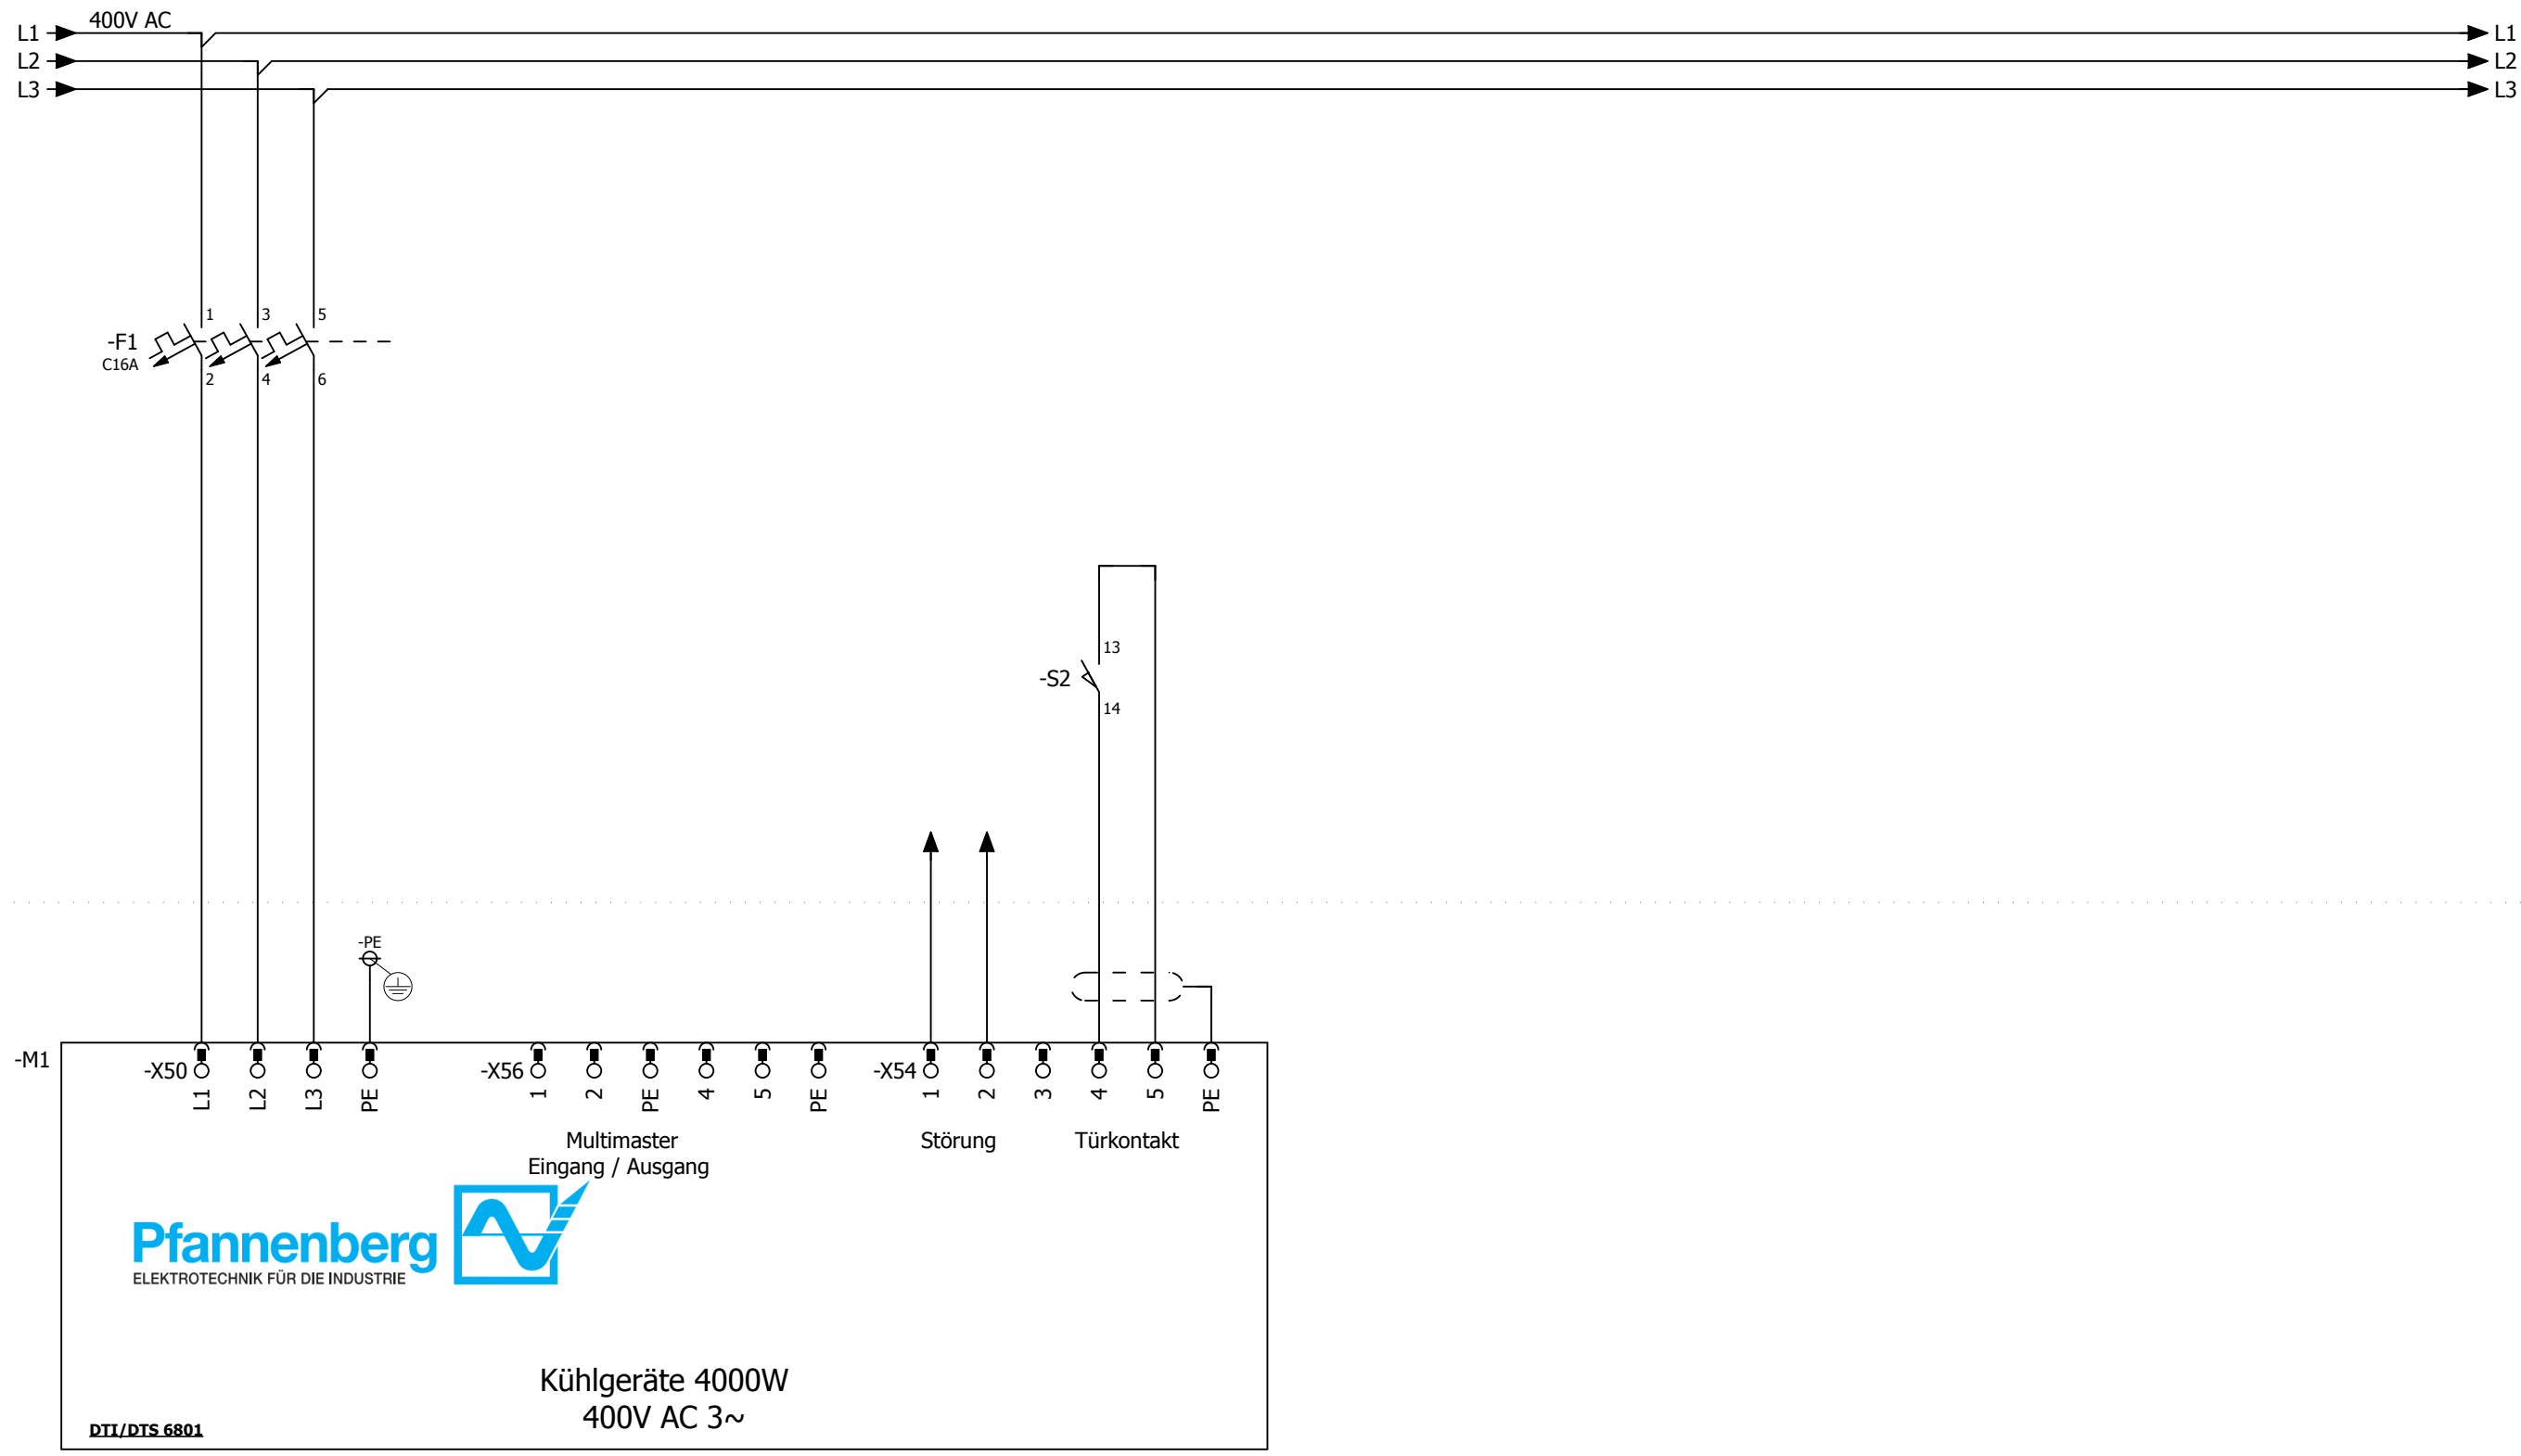 400V AC
L1 L1
L2 L2
L3 L3
1 3 5
-F1
C16A
2 4 6
13
-S2
14
-PE
-M1
-X50 -X56 -X54
L1 L2 L3 PE 1 2 PE 4 5 PE 1 2 3 4 5 PE
Multimaster Störung Türkontakt
Eingang / Ausgang
Pfannenberg
ELEKTROTECHNIK FÜR DIE INDUSTRIE
Kühlgeräte 4000W
400V AC 3~
DTI/DTS 6801